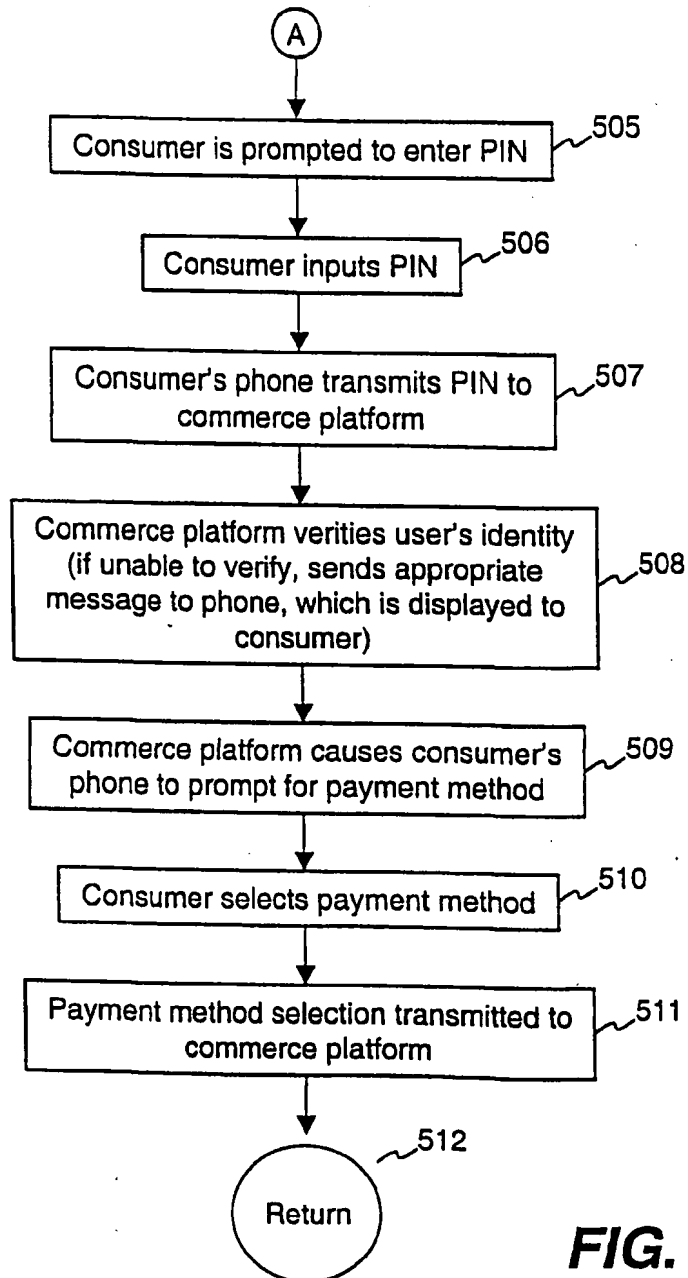 A
Consumer is prompted to enter PIN
505
Consumer inputs PIN
506
Consumer's phone transmits PIN to
commerce platform
507
Commerce platform verities user's identity
(if unable to verify, sends appropriate
message to phone, which is displayed to
consumer)
508
Commerce platform causes consumer's
phone to prompt for payment method
509
Consumer selects payment method
510
Payment method selection transmitted to
commerce platform
511
512
Return
FIG.